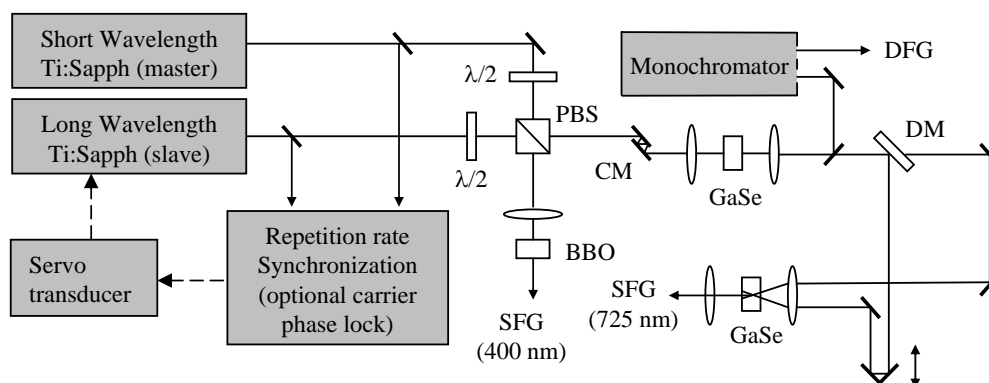 Short Wavelength
Ti:Sapph (master)
Long Wavelength
Ti:Sapph (slave)
Servo
transducer
Repetition rate
Synchronization
(optional carrier
phase lock)
λ/2
λ/2
PBS
BBO
SFG
(400 nm)
CM
GaSe
Monochromator
DFG
DM
SFG
(725 nm)
GaSe